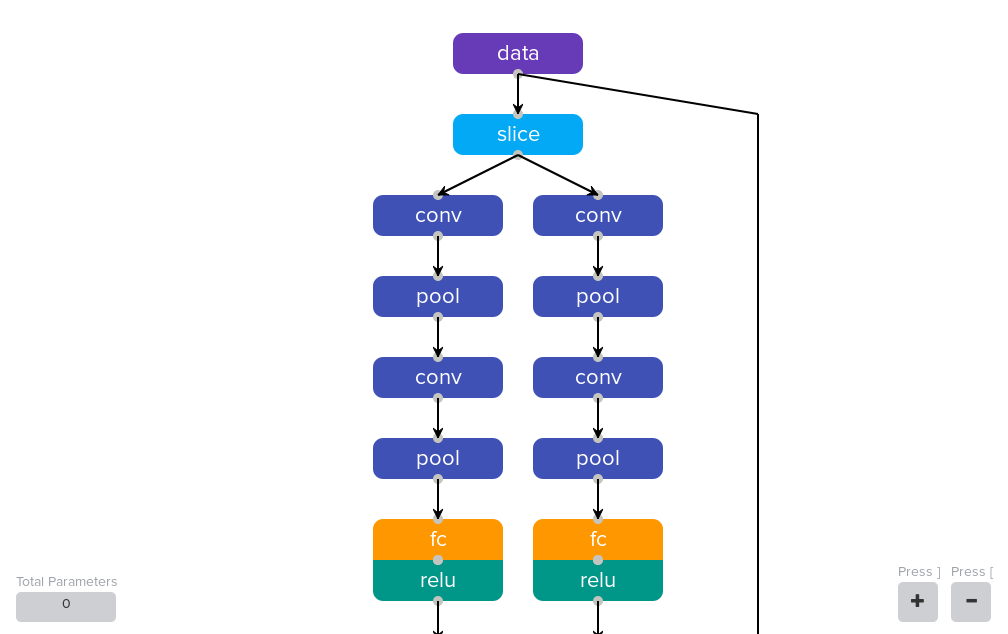 data
slice
conv conv
pool pool
conv conv
pool pool
fc fc
relu relu
Total Parameters
0
Press ] Press [
+ -